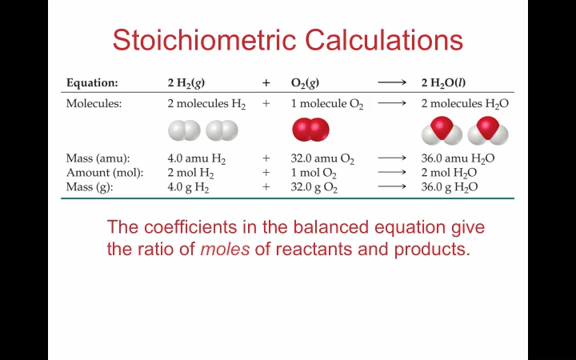 Stoichiometric Calculations
Equation: 2 H₂(g) + O₂(g) ⟶ 2 H₂O(l)
Molecules: 2 molecules H₂ + 1 molecule O₂ ⟶ 2 molecules H₂O
Mass (amu): 4.0 amu H₂ + 32.0 amu O₂ ⟶ 36.0 amu H₂O
Amount (mol): 2 mol H₂ + 1 mol O₂ ⟶ 2 mol H₂O
Mass (g): 4.0 g H₂ + 32.0 g O₂ ⟶ 36.0 g H₂O
The coefficients in the balanced equation give
the ratio of moles of reactants and products.